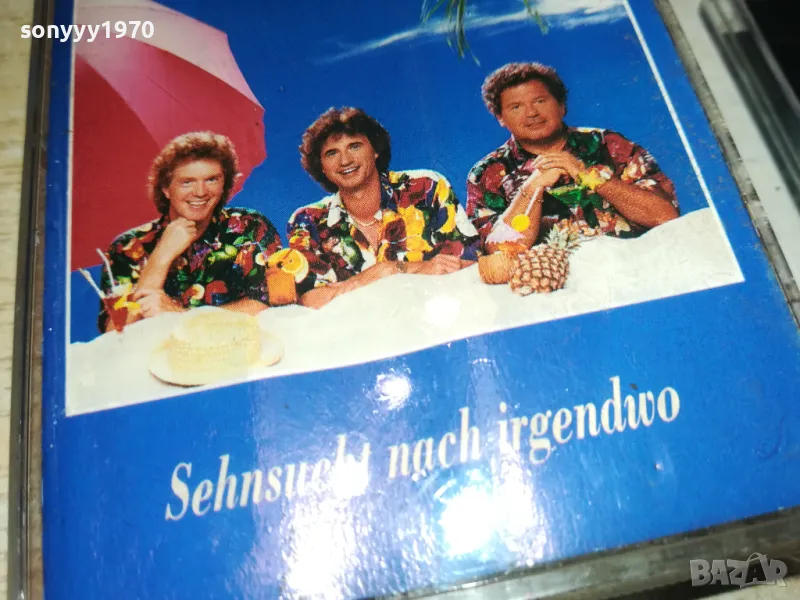 sonyyy1970
Sehnsucht nach irgendwo
BAZAR